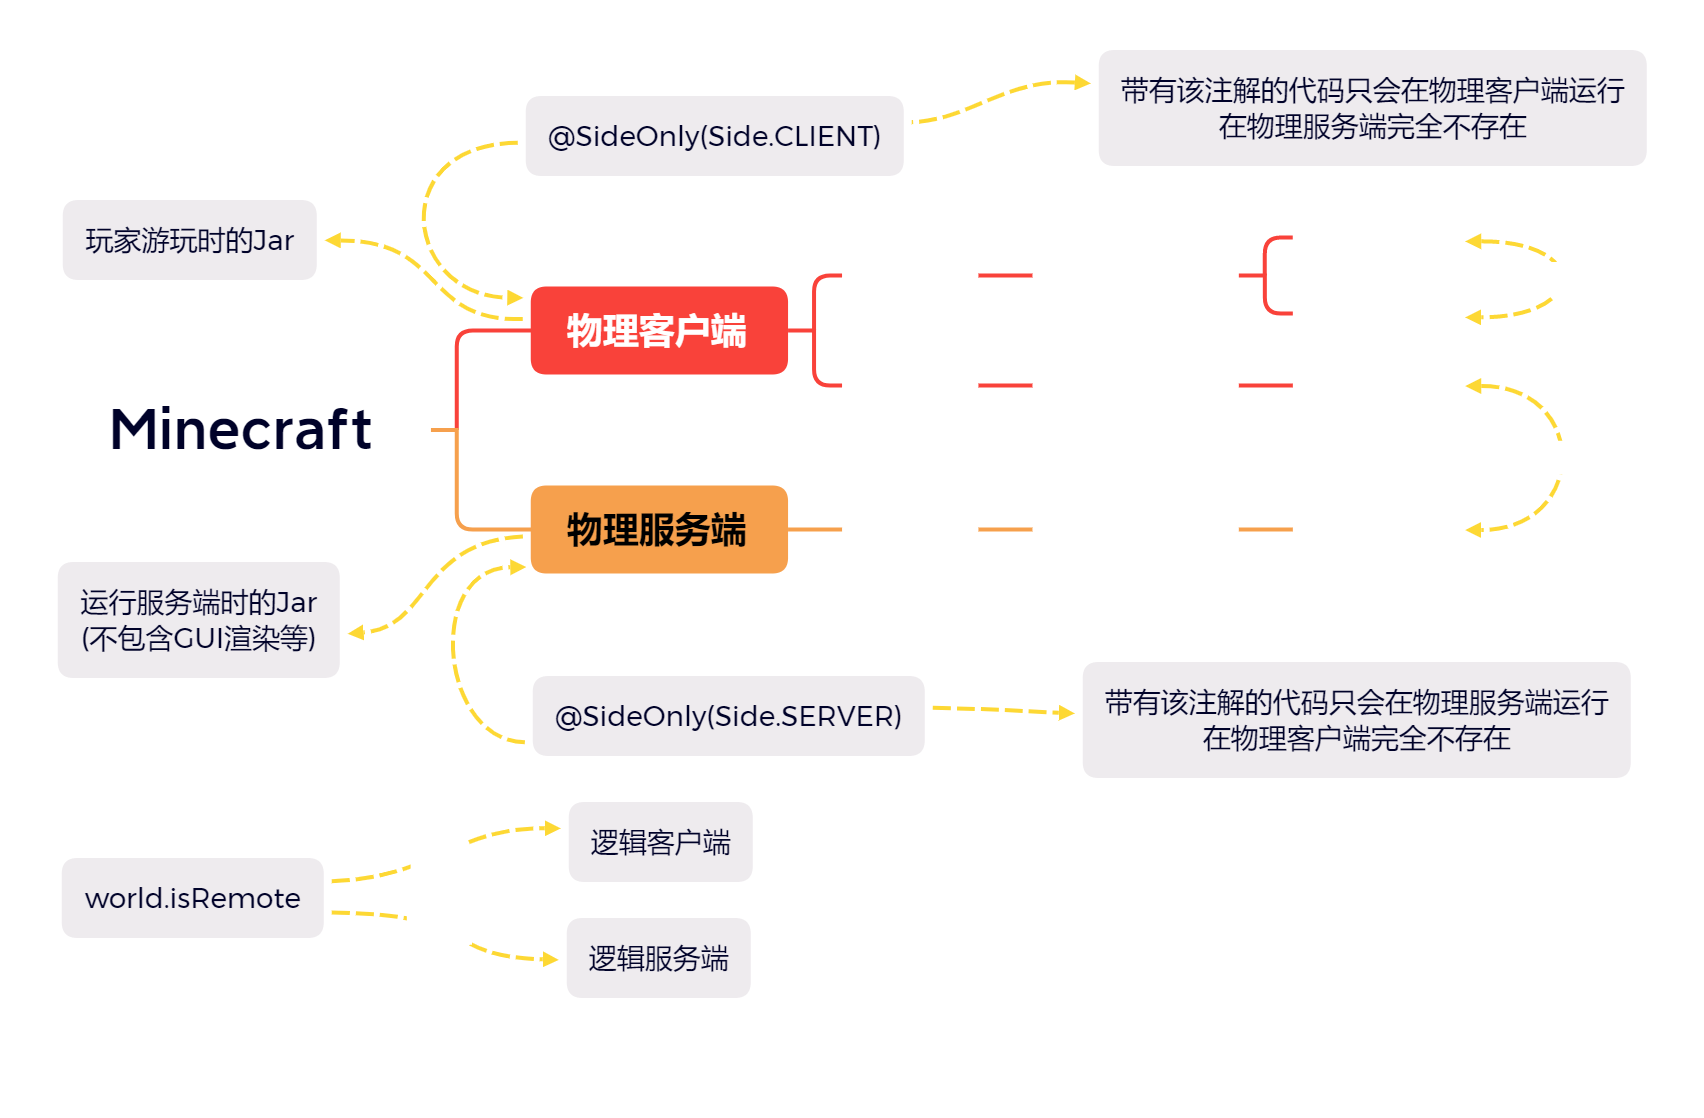 @SideOnly(Side.CLIENT)
带有该注解的代码只会在物理客户端运行
在物理服务端完全不存在
玩家游玩时的Jar
物理客户端
Minecraft
物理服务端
运行服务端时的Jar
(不包含GUI渲染等)
@SideOnly(Side.SERVER)
带有该注解的代码只会在物理服务端运行
在物理客户端完全不存在
逻辑客户端
world.isRemote
逻辑服务端